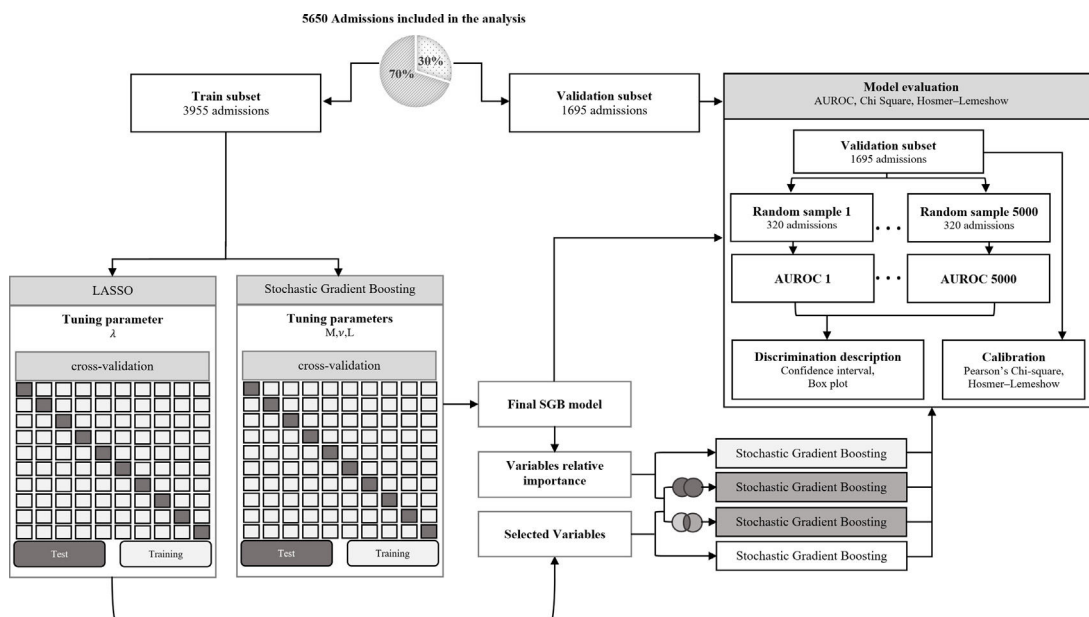 5650 Admissions included in the analysis
70%
30%
Train subset
3955 admissions
Validation subset
1695 admissions
Model evaluation
AUROC, Chi Square, Hosmer–Lemeshow
Validation subset
1695 admissions
Random sample 1
320 admissions
...
Random sample 5000
320 admissions
AUROC 1
...
AUROC 5000
Discrimination description
Confidence interval,
Box plot
Calibration
Pearson's Chi-square,
Hosmer–Lemeshow
LASSO
Tuning parameter
λ
cross-validation
Test
Training
Stochastic Gradient Boosting
Tuning parameters
M,ν,L
cross-validation
Test
Training
Final SGB model
Variables relative
importance
Selected Variables
Stochastic Gradient Boosting
Stochastic Gradient Boosting
Stochastic Gradient Boosting
Stochastic Gradient Boosting